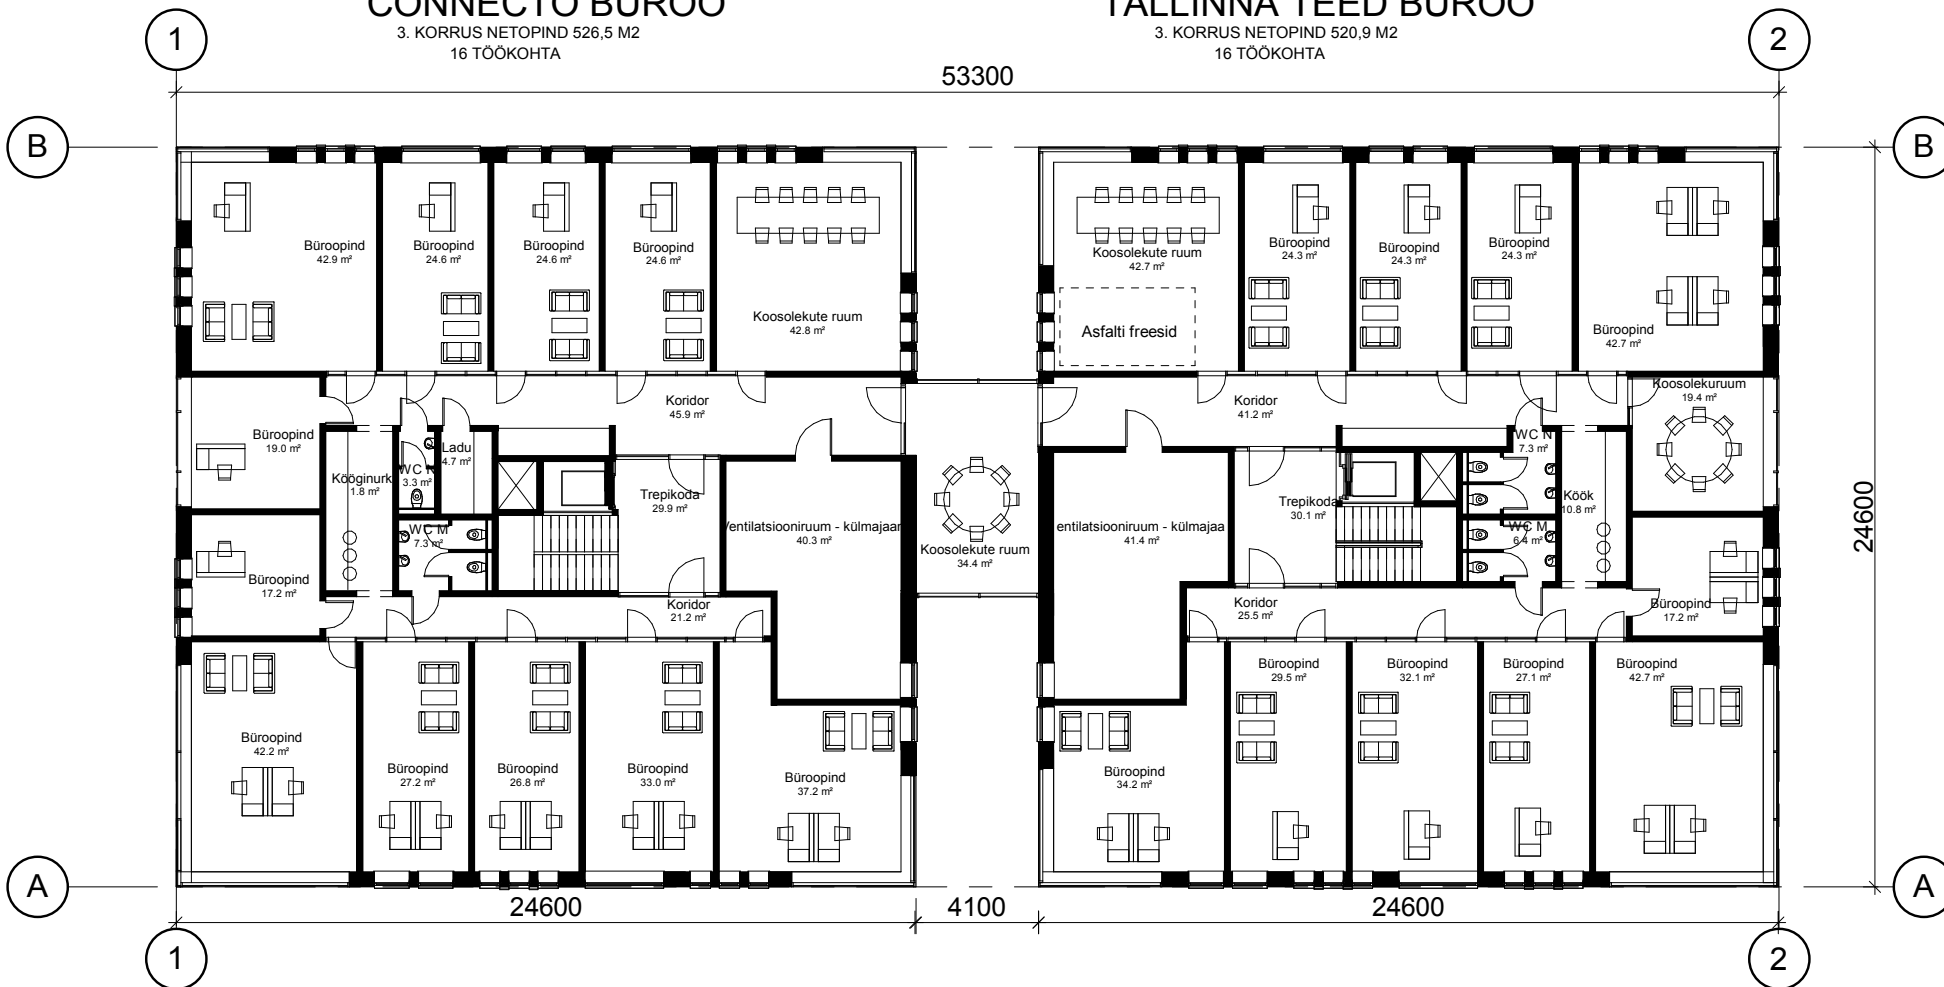 CONNECTO BÜROO
3. KORRUS NETOPIND 526,5 M2
16 TÖÖKOHTA
TALLINNA TEED BÜROO
3. KORRUS NETOPIND 520,9 M2
16 TÖÖKOHTA
1
2
53300
B
B
Büroopind
42.9 m²
Büroopind
24.6 m²
Büroopind
24.6 m²
Büroopind
24.6 m²
Koosolekute ruum
42.8 m²
Koosolekute ruum
42.7 m²
Asfalti freesid
Büroopind
24.3 m²
Büroopind
24.3 m²
Büroopind
24.3 m²
Büroopind
42.7 m²
Koridor
45.9 m²
Koridor
41.2 m²
Koosolekuruum
19.4 m²
Büroopind
19.0 m²
Kööginurk
1.8 m²
WC N
3.3 m²
Ladu
4.7 m²
WC M
7.3 m²
Trepikoda
29.9 m²
Ventilatsiooniruum - külmajaam
40.3 m²
Koosolekute ruum
34.4 m²
entilatsiooniruum - külmajaa
41.4 m²
Trepikoda
30.1 m²
WC N
7.3 m²
WC M
6.4 m²
Köök
10.8 m²
24600
Büroopind
17.2 m²
Koridor
21.2 m²
Koridor
25.5 m²
Büroopind
17.2 m²
Büroopind
42.2 m²
Büroopind
27.2 m²
Büroopind
26.8 m²
Büroopind
33.0 m²
Büroopind
37.2 m²
Büroopind
34.2 m²
Büroopind
29.5 m²
Büroopind
32.1 m²
Büroopind
27.1 m²
Büroopind
42.7 m²
A
A
24600
4100
24600
1
2